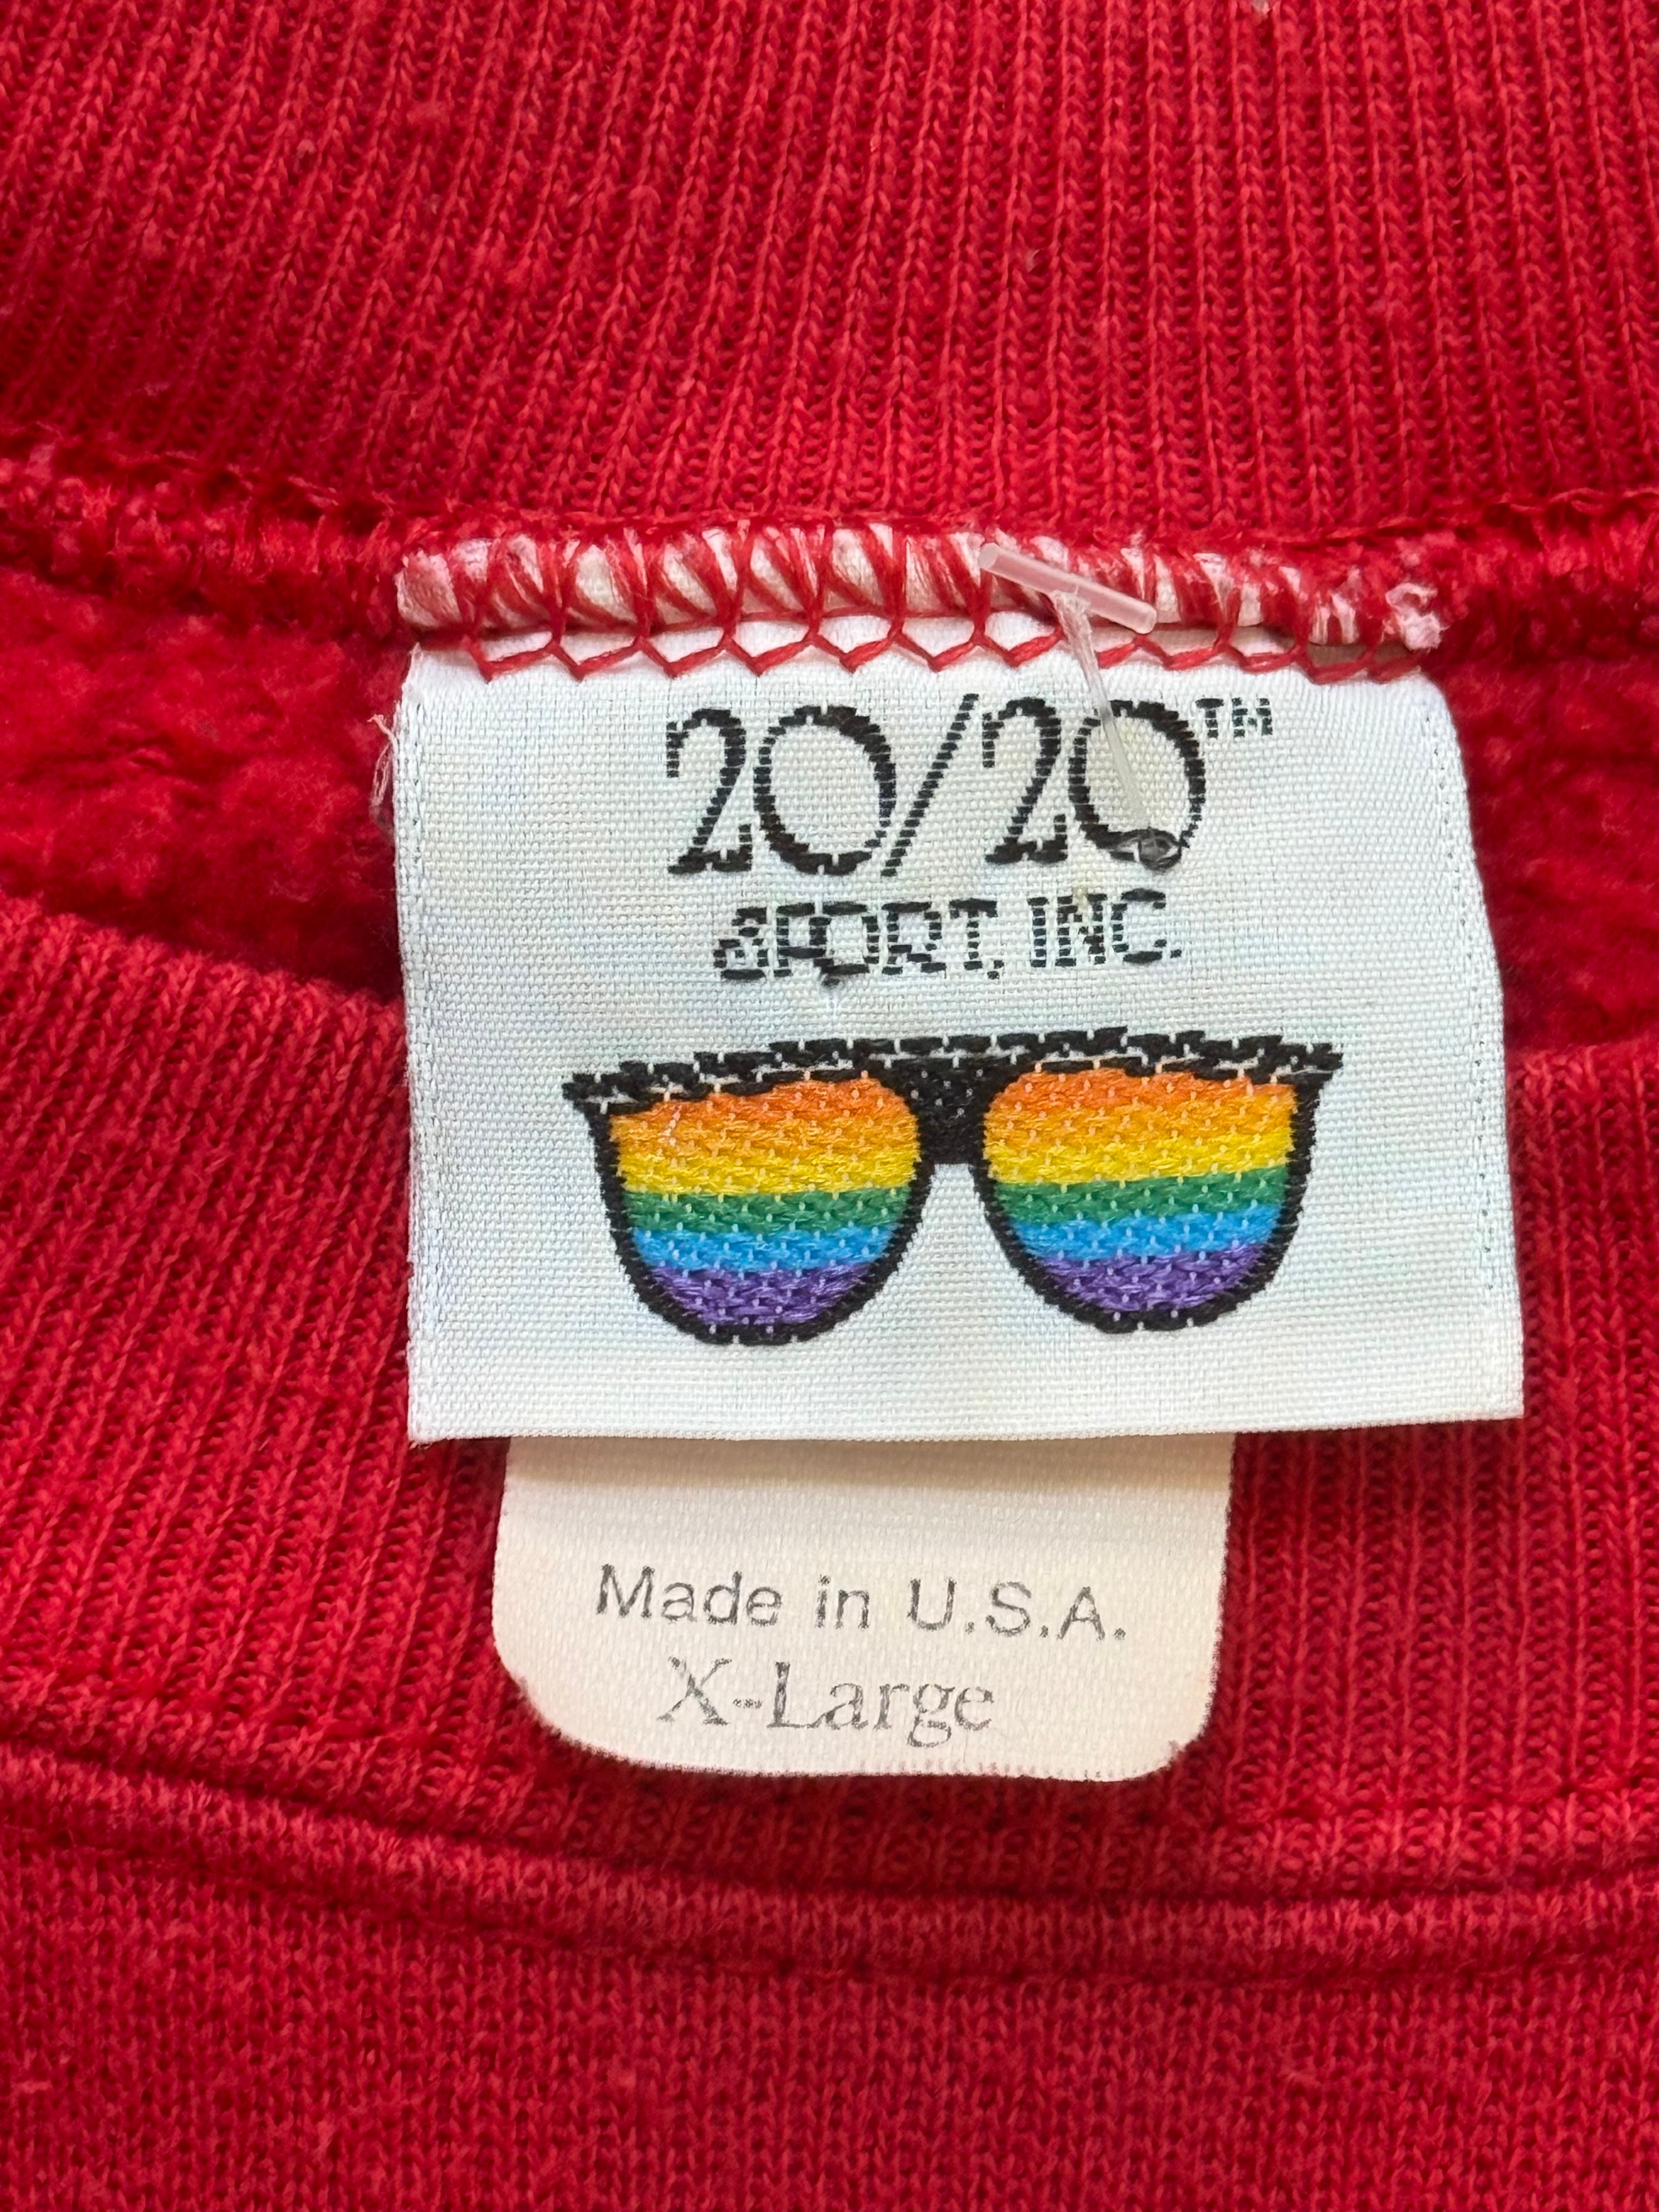 20/20™
SPORT, INC.
Made in U.S.A.
X-Large